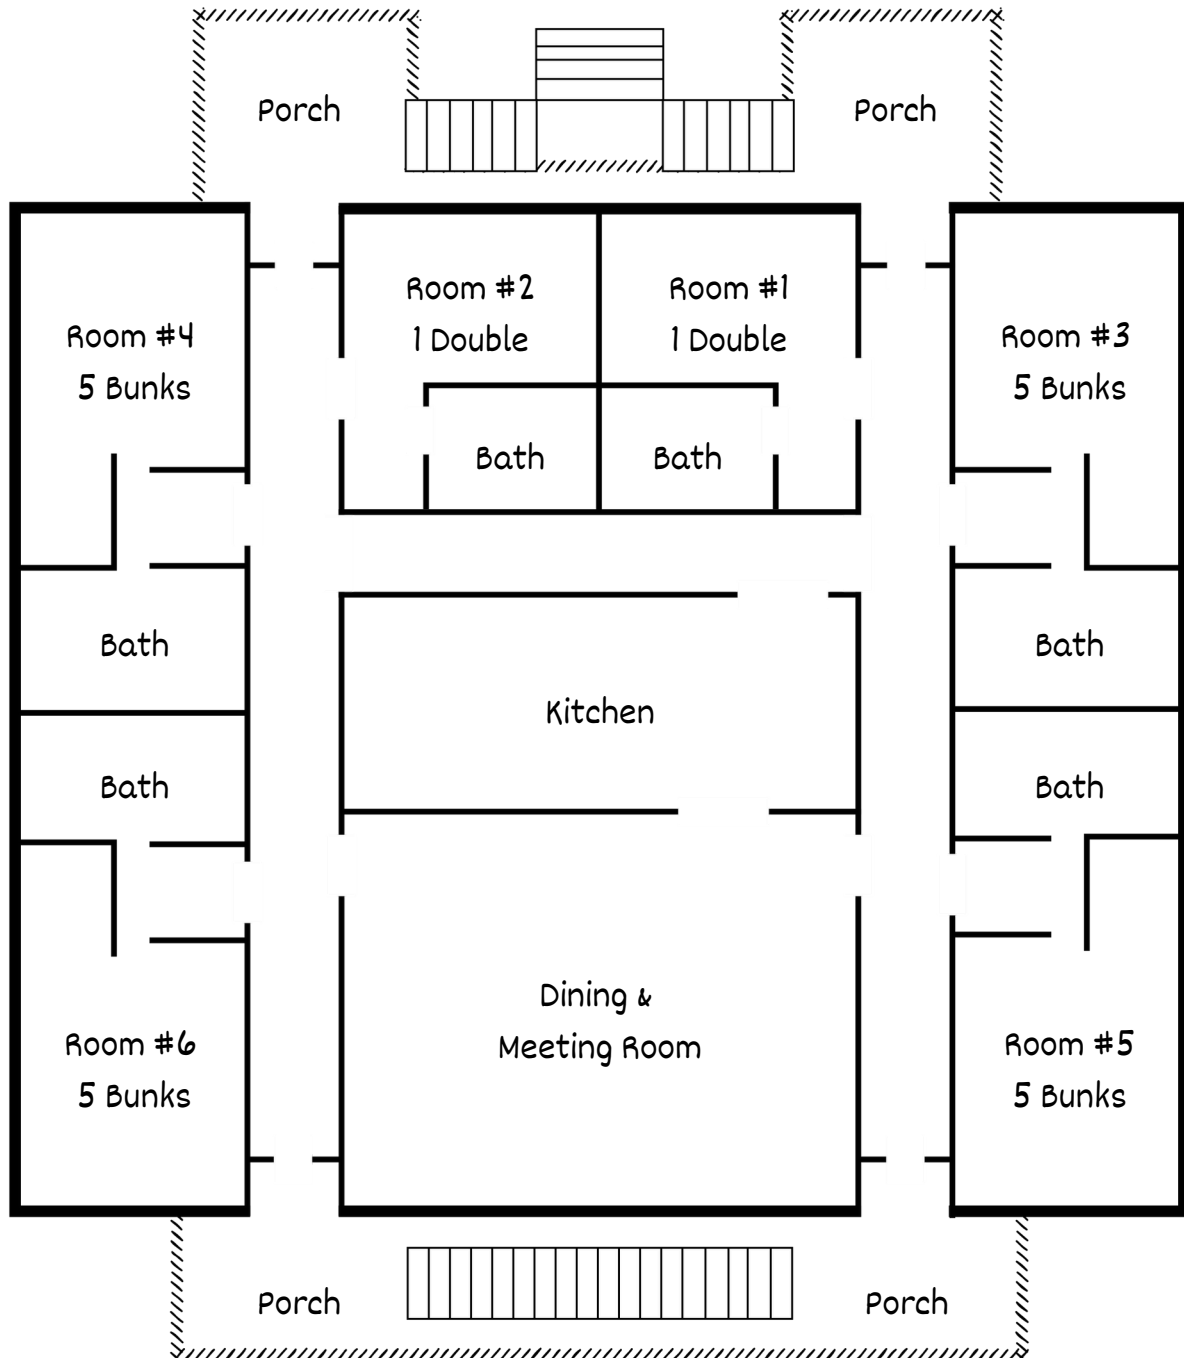 Porch
Porch
Room #2
1 Double
Room #1
1 Double
Room #4
5 Bunks
Room #3
5 Bunks
Bath
Bath
Bath
Bath
Kitchen
Bath
Bath
Dining &
Meeting Room
Room #6
5 Bunks
Room #5
5 Bunks
Porch
Porch